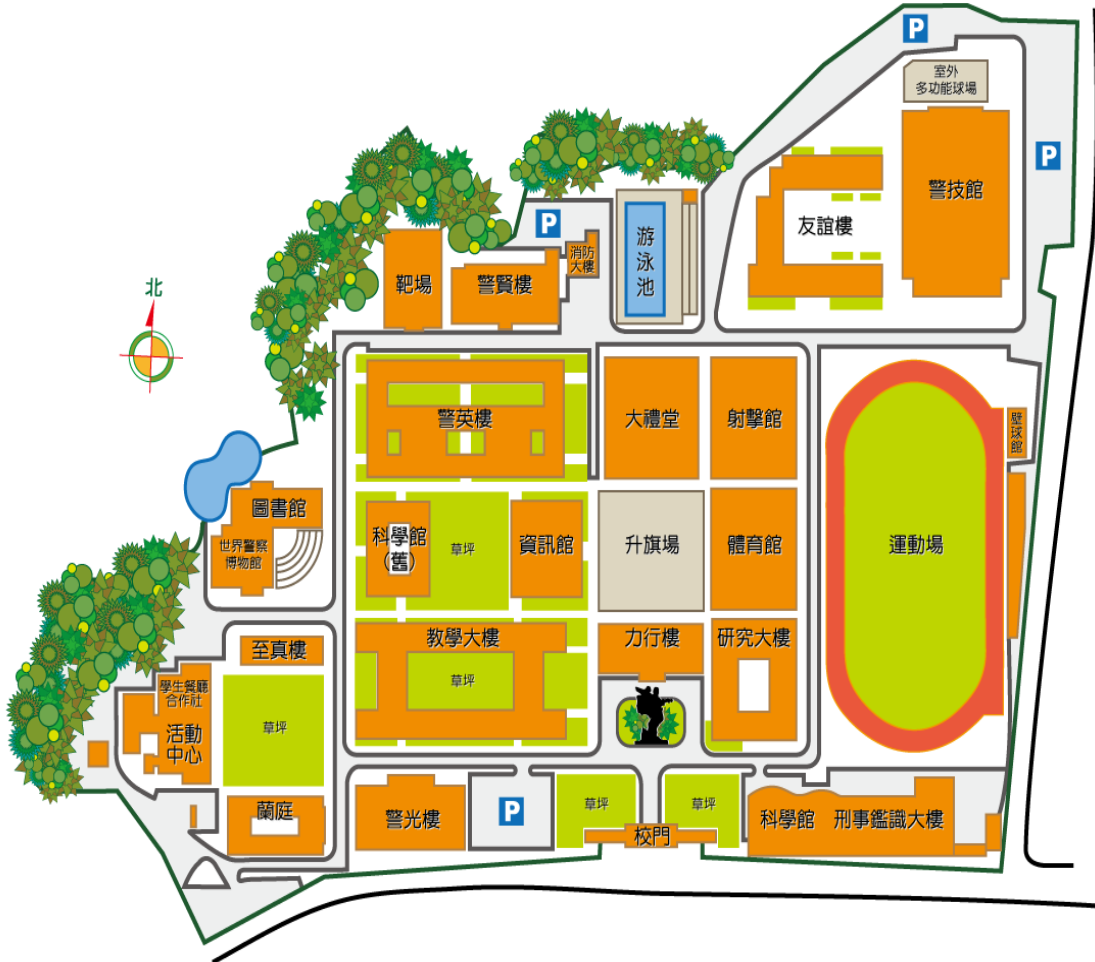 P
室外
多功能球場
P
警技館
友誼樓
P
消防
大樓
游
泳
池
靶場
警賢樓
北
警英樓
大禮堂
射擊館
壁
球
館
圖書館
世界警察
博物館
科學館
(舊)
草坪
資訊館
升旗場
體育館
運動場
教學大樓
草坪
力行樓
研究大樓
至真樓
學生餐廳
合作社
活動
中心
草坪
蘭庭
警光樓
P
草坪
草坪
校門
科學館
刑事鑑識大樓